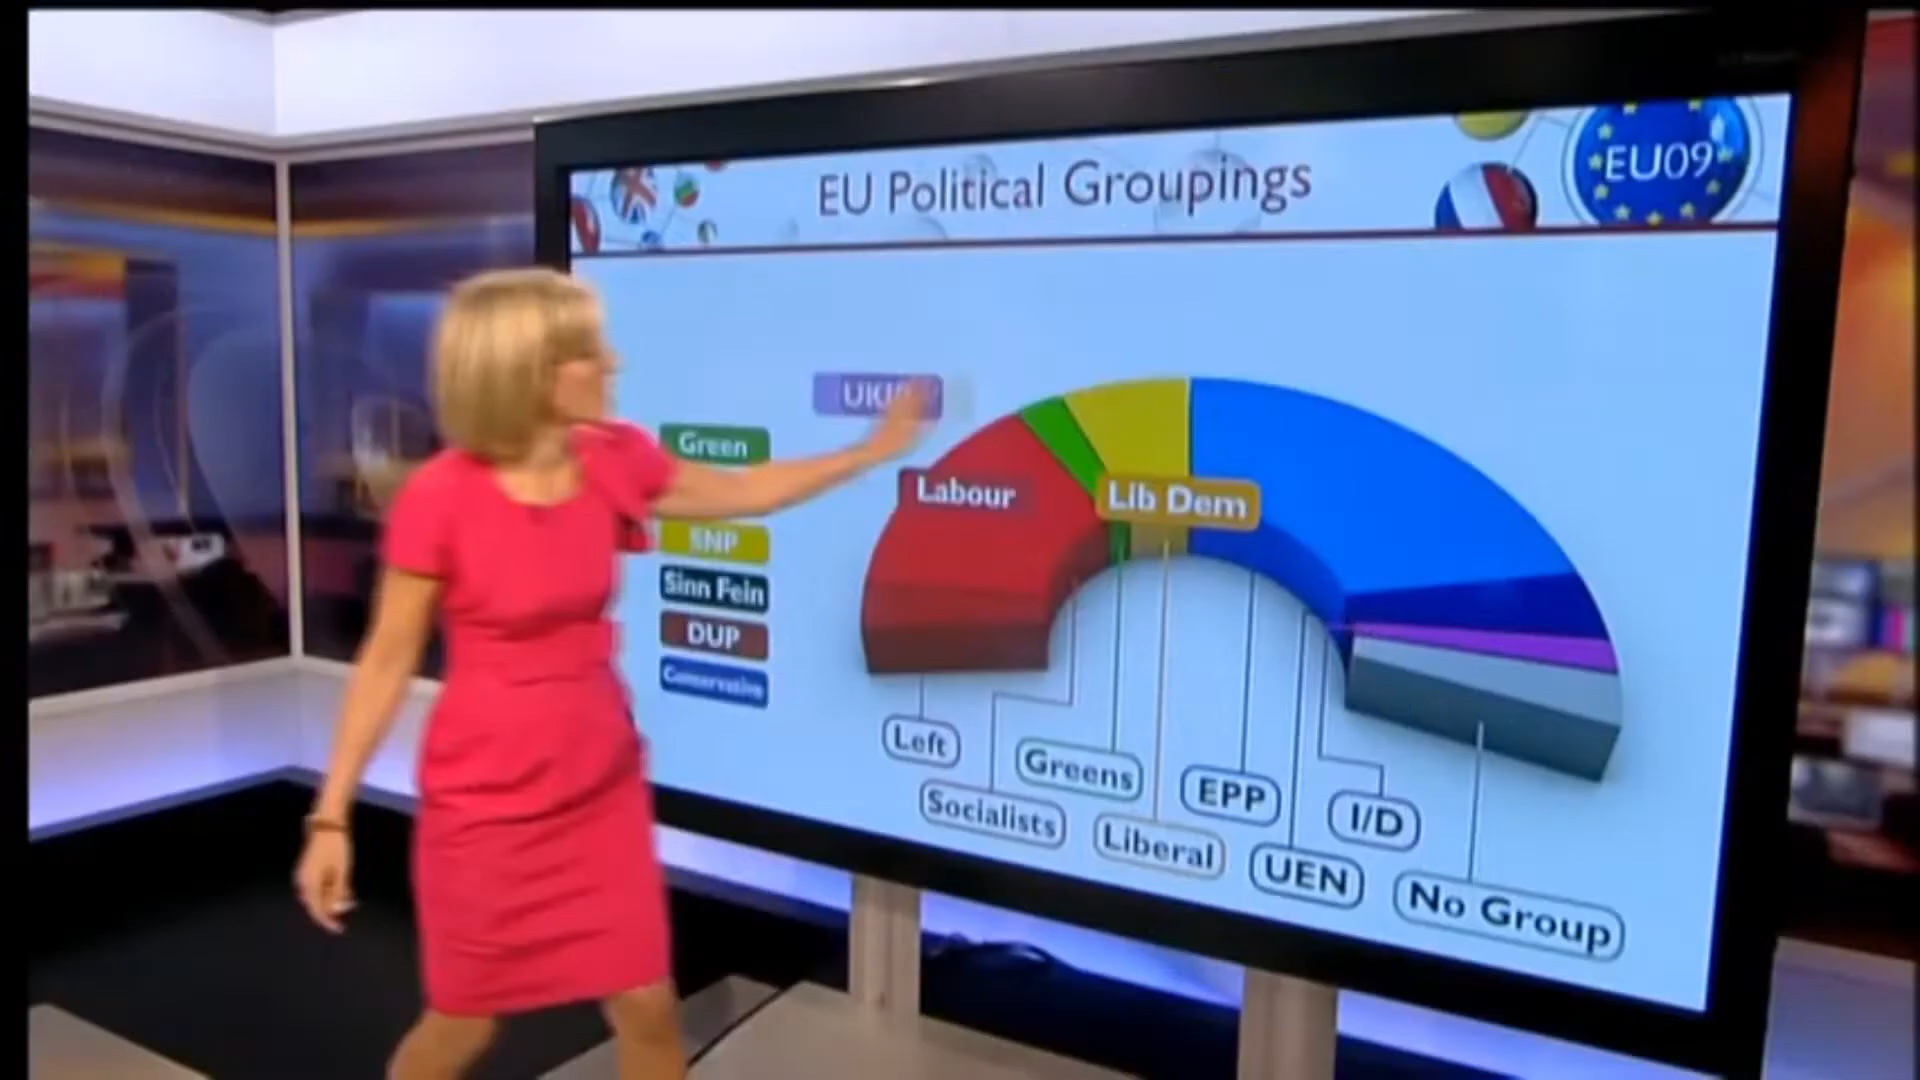 EU Political Groupings
EU09
Green
Labour
Lib Dem
SNP
Sinn Fein
DUP
Conservative
Left
Greens
Socialists
EPP
I/D
Liberal
UEN
No Group